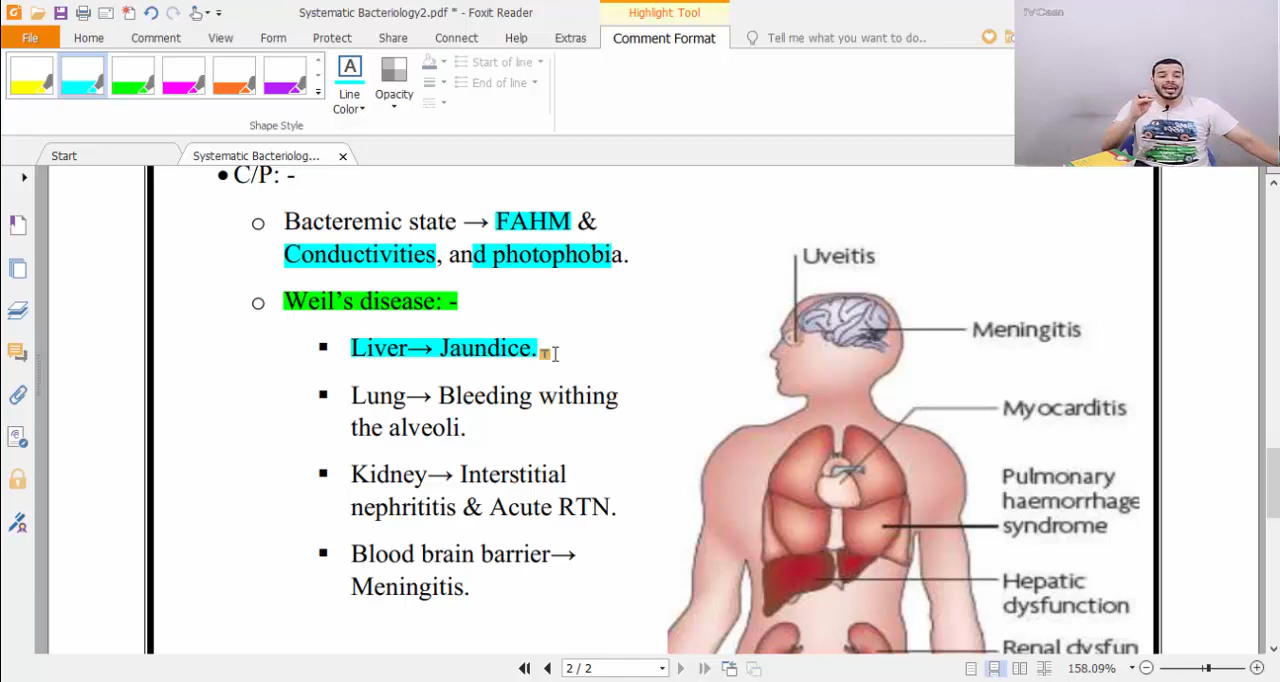 Systematic Bacteriology2.pdf * - Foxit Reader
Highlight Tool
File
Home
Comment
View
Form
Protect
Share
Connect
Help
Extras
Comment Format
Tell me what you want to do..
Line Color
Opacity
Start of line
End of line
Shape Style
Start
Systematic Bacteriolog...
• C/P: -
o Bacteremic state → FAHM &
Conductivities, and photophobia.
o Weil's disease: -
▪ Liver→ Jaundice.
▪ Lung→ Bleeding withing
the alveoli.
▪ Kidney→ Interstitial
nephrititis & Acute RTN.
▪ Blood brain barrier→
Meningitis.
Uveitis
Meningitis
Myocarditis
Pulmonary
haemorrhage
syndrome
Hepatic
dysfunction
Renal dysfun
2 / 2
158.09%